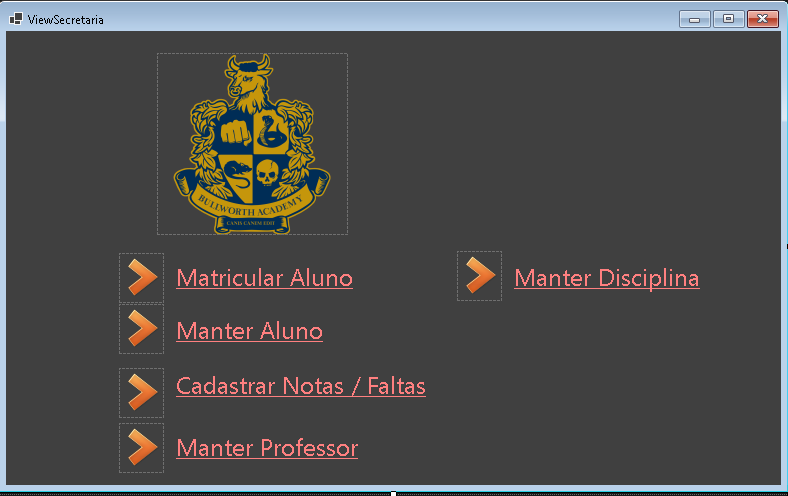 ViewSecretaria
BULLWORTH ACADEMY
CANIS CANEM EDIT
Matricular Aluno
Manter Disciplina
Manter Aluno
Cadastrar Notas / Faltas
Manter Professor